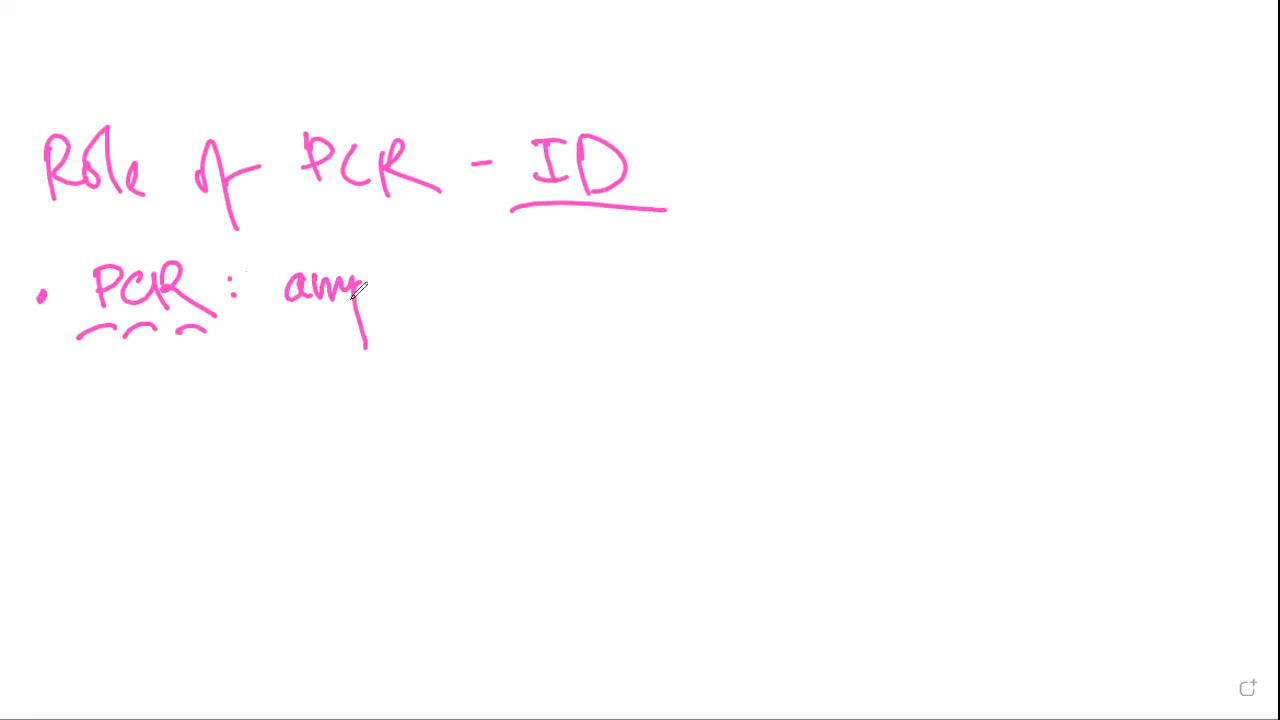 Role of PCR - ID
• PCR : amp